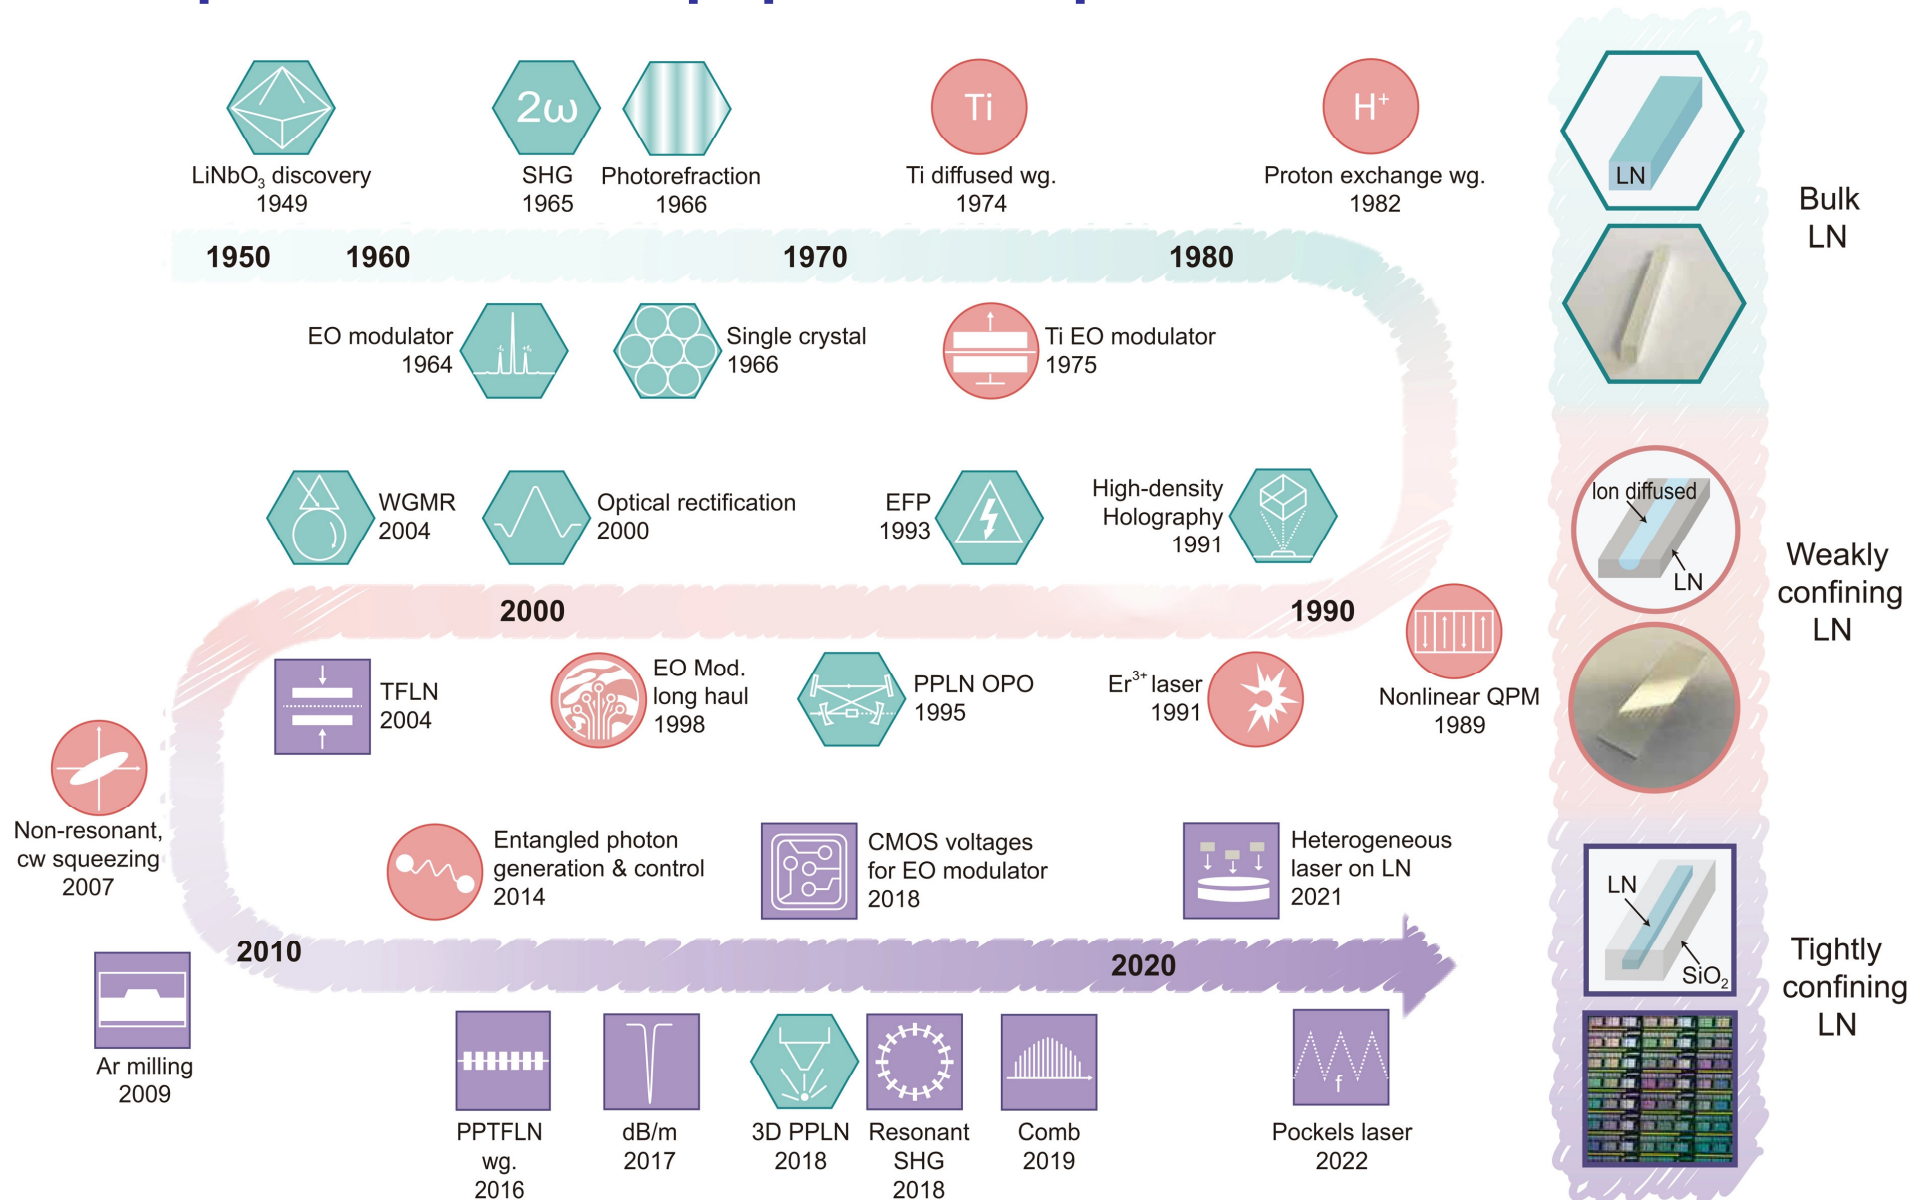 2ω
Ti
H⁺
LiNbO₃ discovery
1949
SHG
1965
Photorefraction
1966
Ti diffused wg.
1974
Proton exchange wg.
1982
LN
Bulk
LN
1950
1960
1970
1980
EO modulator
1964
Single crystal
1966
Ti EO modulator
1975
WGMR
2004
Optical rectification
2000
EFP
1993
High-density
Holography
1991
Ion diffused
LN
Weakly
confining
LN
2000
1990
TFLN
2004
EO Mod.
long haul
1998
PPLN OPO
1995
Er³⁺ laser
1991
Nonlinear QPM
1989
Non-resonant,
cw squeezing
2007
Entangled photon
generation & control
2014
CMOS voltages
for EO modulator
2018
Heterogeneous
laser on LN
2021
LN
SiO₂
Tightly
confining
LN
2010
2020
Ar milling
2009
PPTFLN
wg.
2016
dB/m
2017
3D PPLN
2018
Resonant
SHG
2018
Comb
2019
f
Pockels laser
2022